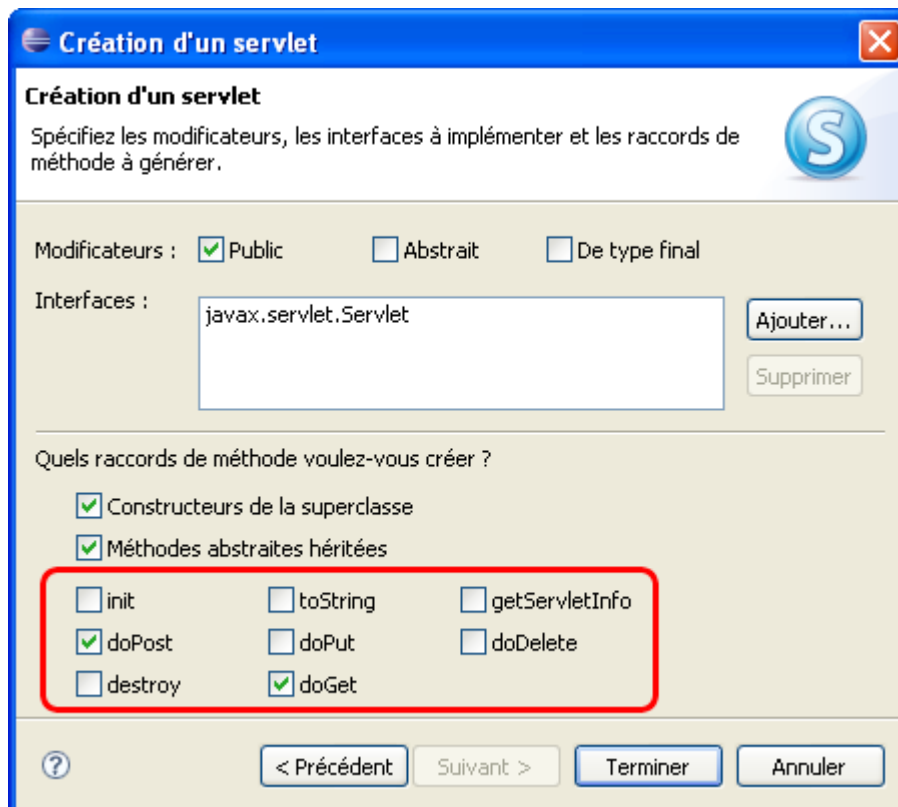 Création d'un servlet
Création d'un servlet
Spécifiez les modificateurs, les interfaces à implémenter et les raccords de
méthode à générer.
S
Modificateurs : Public Abstrait De type final
Interfaces : javax.servlet.Servlet Ajouter...
Supprimer
Quels raccords de méthode voulez-vous créer ?
Constructeurs de la superclasse
Méthodes abstraites héritées
init toString getServletInfo
doPost doPut doDelete
destroy doGet
? < Précédent Suivant > Terminer Annuler